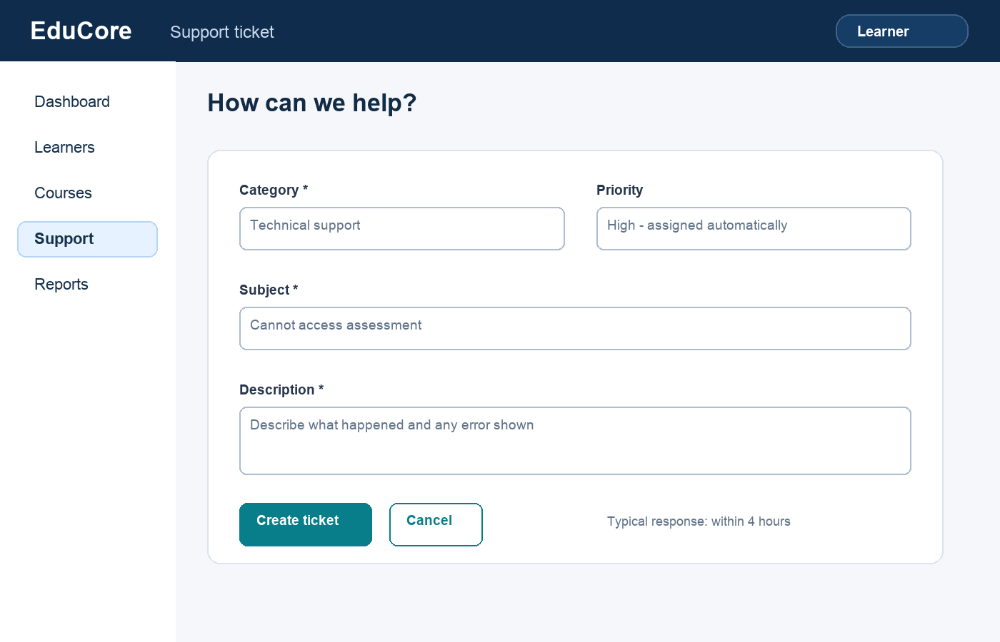 EduCore
Support ticket
Learner
Dashboard
Learners
Courses
Support
Reports
How can we help?
Category *
Priority
Technical support
High - assigned automatically
Subject *
Cannot access assessment
Description *
Describe what happened and any error shown
Create ticket
Cancel
Typical response: within 4 hours